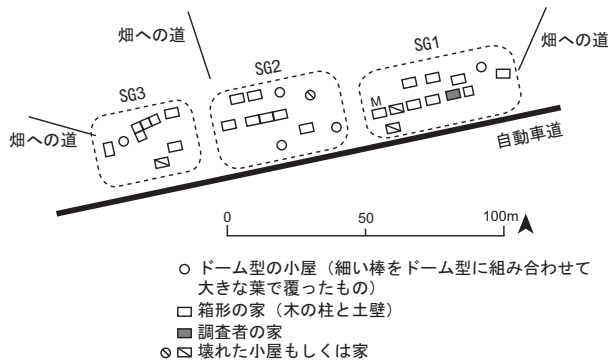 畑への道
SG1
畑への道
SG2
SG3
M
畑への道
自動車道
0 50 100m
ドーム型の小屋（細い棒をドーム型に組み合わせて
大きな葉で覆ったもの）
箱形の家（木の柱と土壁）
調査者の家
壊れた小屋もしくは家